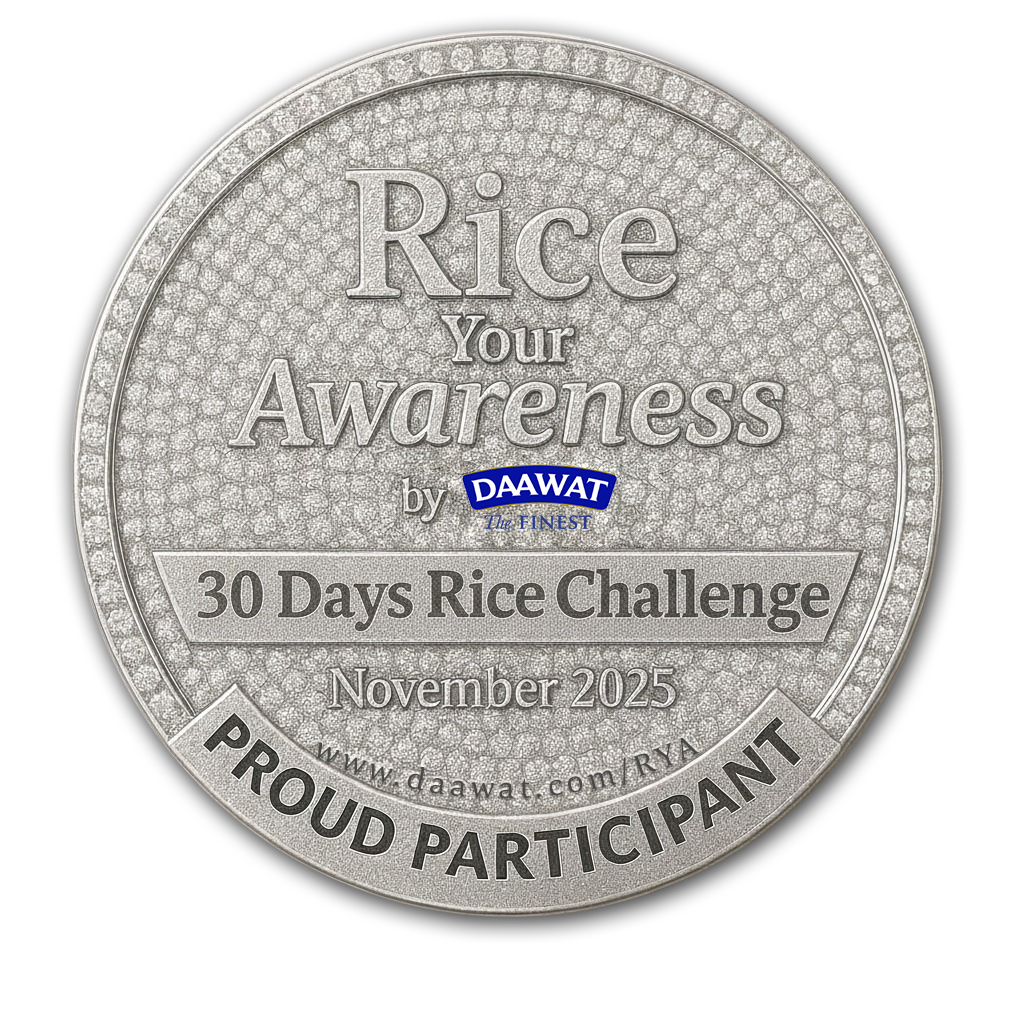 Rice
Your
Awareness
by DAAWAT
The FINEST
30 Days Rice Challenge
November 2025
www.daawat.com/RYA
PROUD PARTICIPANT